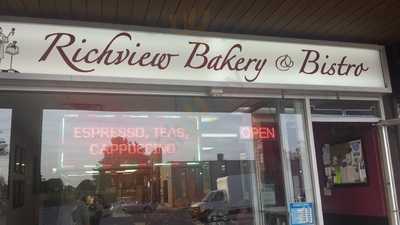 Richview Bakery & Bistro
ESPRESSO, TEAS,
CAPPUCCINO
OPEN